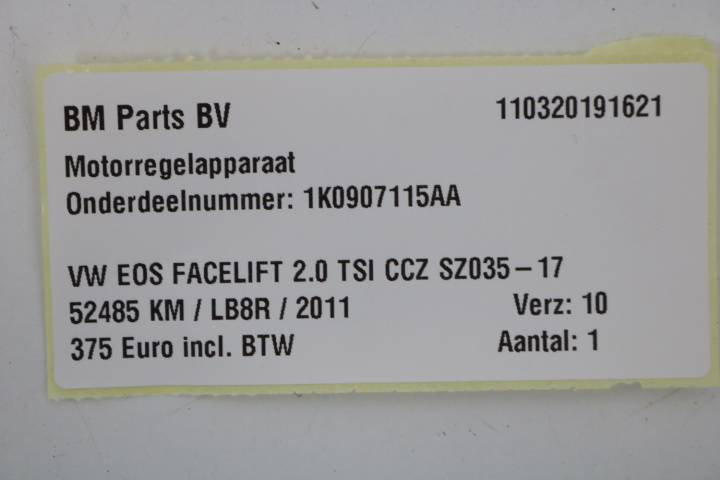 BM Parts BV 110320191621
Motorregelapparaat
Onderdeelnummer: 1K0907115AA
VW EOS FACELIFT 2.0 TSI CCZ SZ035-17
52485 KM / LB8R / 2011 Verz: 10
375 Euro incl. BTW Aantal: 1